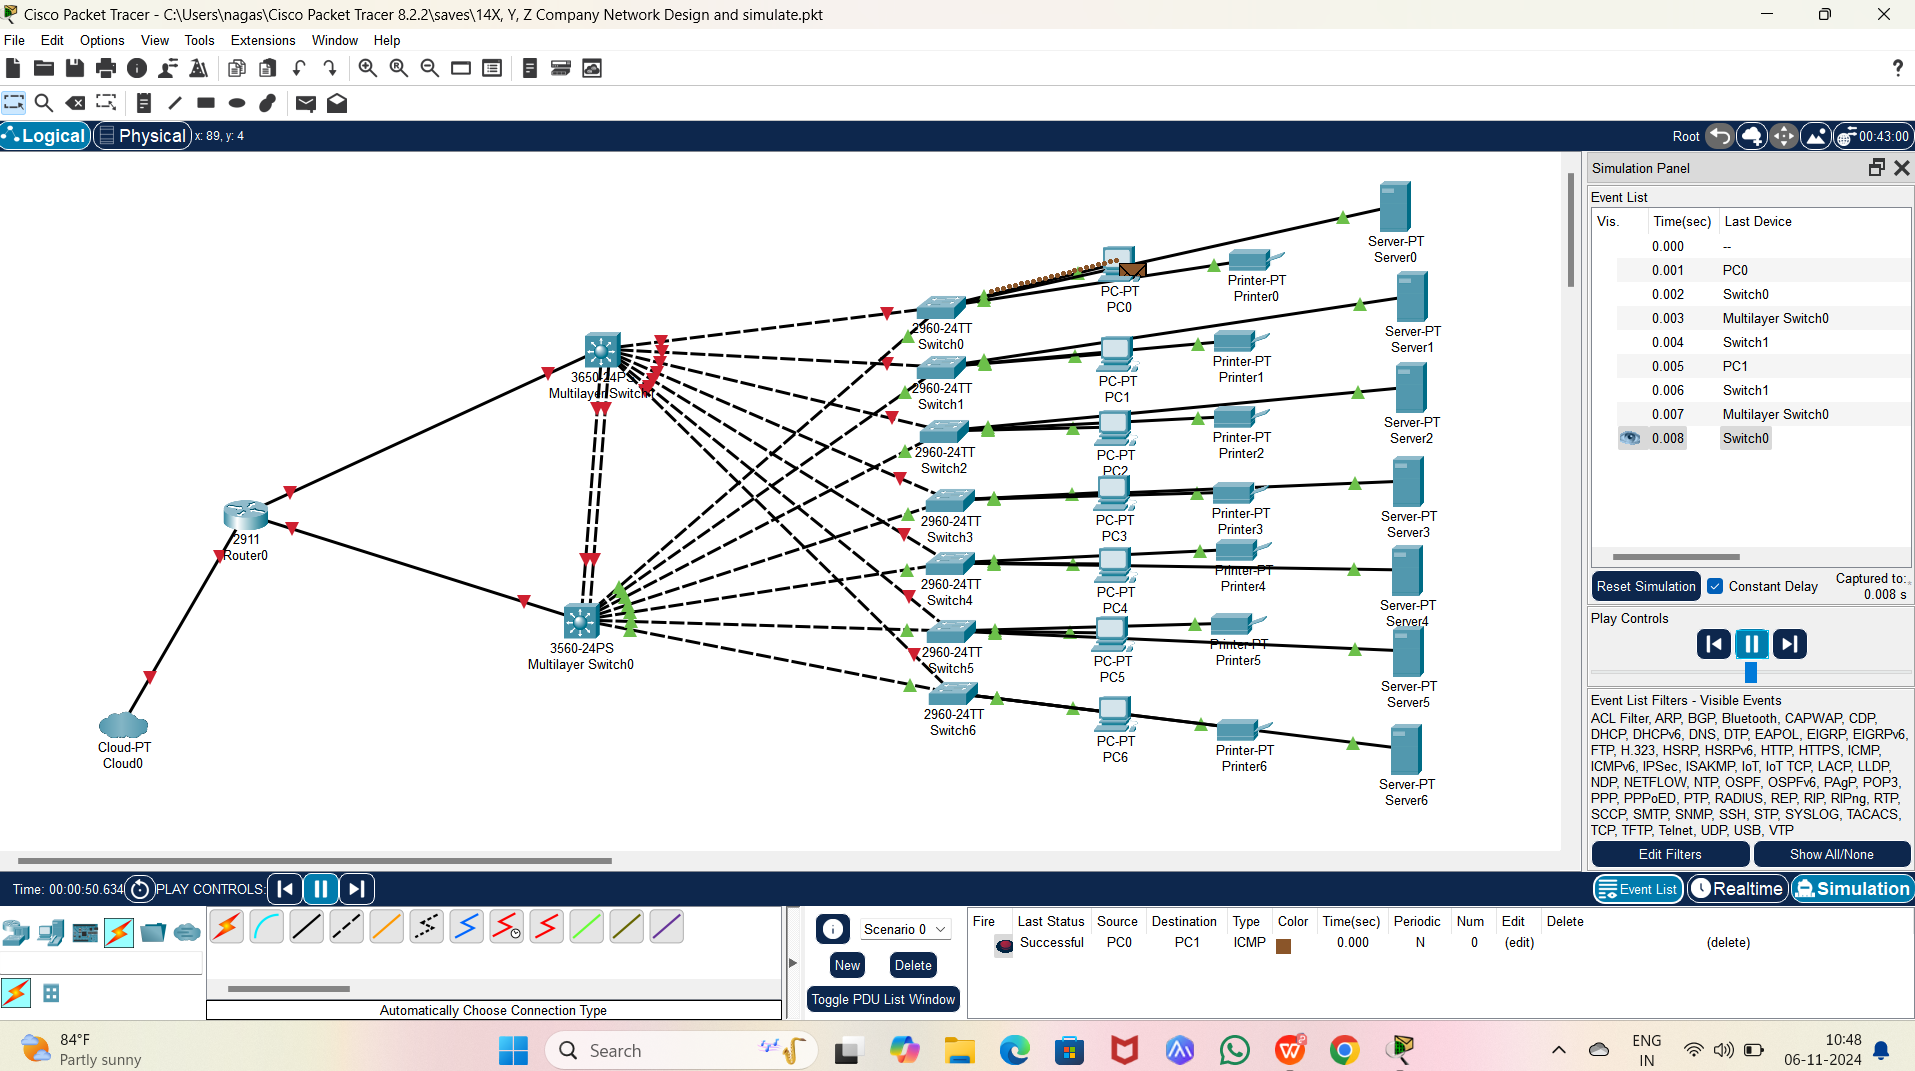 Cisco Packet Tracer - C:\Users\nagas\Cisco Packet Tracer 8.2.2\saves\14X, Y, Z Company Network Design and simulate.pkt
File Edit Options View Tools Extensions Window Help
?
Logical Physical x: 89, y: 4 Root 00:43:00
Simulation Panel
Event List
Vis. Time(sec) Last Device
0.000 --
0.001 PC0
0.002 Switch0
0.003 Multilayer Switch0
0.004 Switch1
0.005 PC1
0.006 Switch1
0.007 Multilayer Switch0
0.008 Switch0
Reset Simulation Constant Delay Captured to:
0.008 s
Play Controls
Event List Filters - Visible Events
ACL Filter, ARP, BGP, Bluetooth, CAPWAP, CDP,
DHCP, DHCPv6, DNS, DTP, EAPOL, EIGRP, EIGRPv6,
FTP, H.323, HSRP, HSRPv6, HTTP, HTTPS, ICMP,
ICMPv6, IPSec, ISAKMP, IoT, IoT TCP, LACP, LLDP,
NDP, NETFLOW, NTP, OSPF, OSPFv6, PAgP, POP3,
PPP, PPPoED, PTP, RADIUS, REP, RIP, RIPng, RTP,
SCCP, SMTP, SNMP, SSH, STP, SYSLOG, TACACS,
TCP, TFTP, Telnet, UDP, USB, VTP
Edit Filters Show All/None
Server-PT
Server0
PC-PT
PC0
Printer-PT
Printer0
2960-24TT
Switch0
Server-PT
Server1
3650-24PS
Multilayer Switch1
2960-24TT
Switch1
PC-PT
PC1
Printer-PT
Printer1
Server-PT
Server2
2960-24TT
Switch2
PC-PT
PC2
Printer-PT
Printer2
Server-PT
Server3
2960-24TT
Switch3
PC-PT
PC3
Printer-PT
Printer3
2911
Router0
2960-24TT
Switch4
PC-PT
PC4
Printer-PT
Printer4
Server-PT
Server4
3560-24PS
Multilayer Switch0
2960-24TT
Switch5
PC-PT
PC5
Printer-PT
Printer5
Server-PT
Server5
2960-24TT
Switch6
PC-PT
PC6
Printer-PT
Printer6
Server-PT
Server6
Cloud-PT
Cloud0
Time: 00:00:50.634 PLAY CONTROLS: Event List Realtime Simulation
Scenario 0
New Delete
Toggle PDU List Window
Automatically Choose Connection Type
Fire Last Status Source Destination Type Color Time(sec) Periodic Num Edit Delete
Successful PC0 PC1 ICMP 0.000 N 0 (edit) (delete)
84°F
Partly sunny
Search
ENG
IN
10:48
06-11-2024